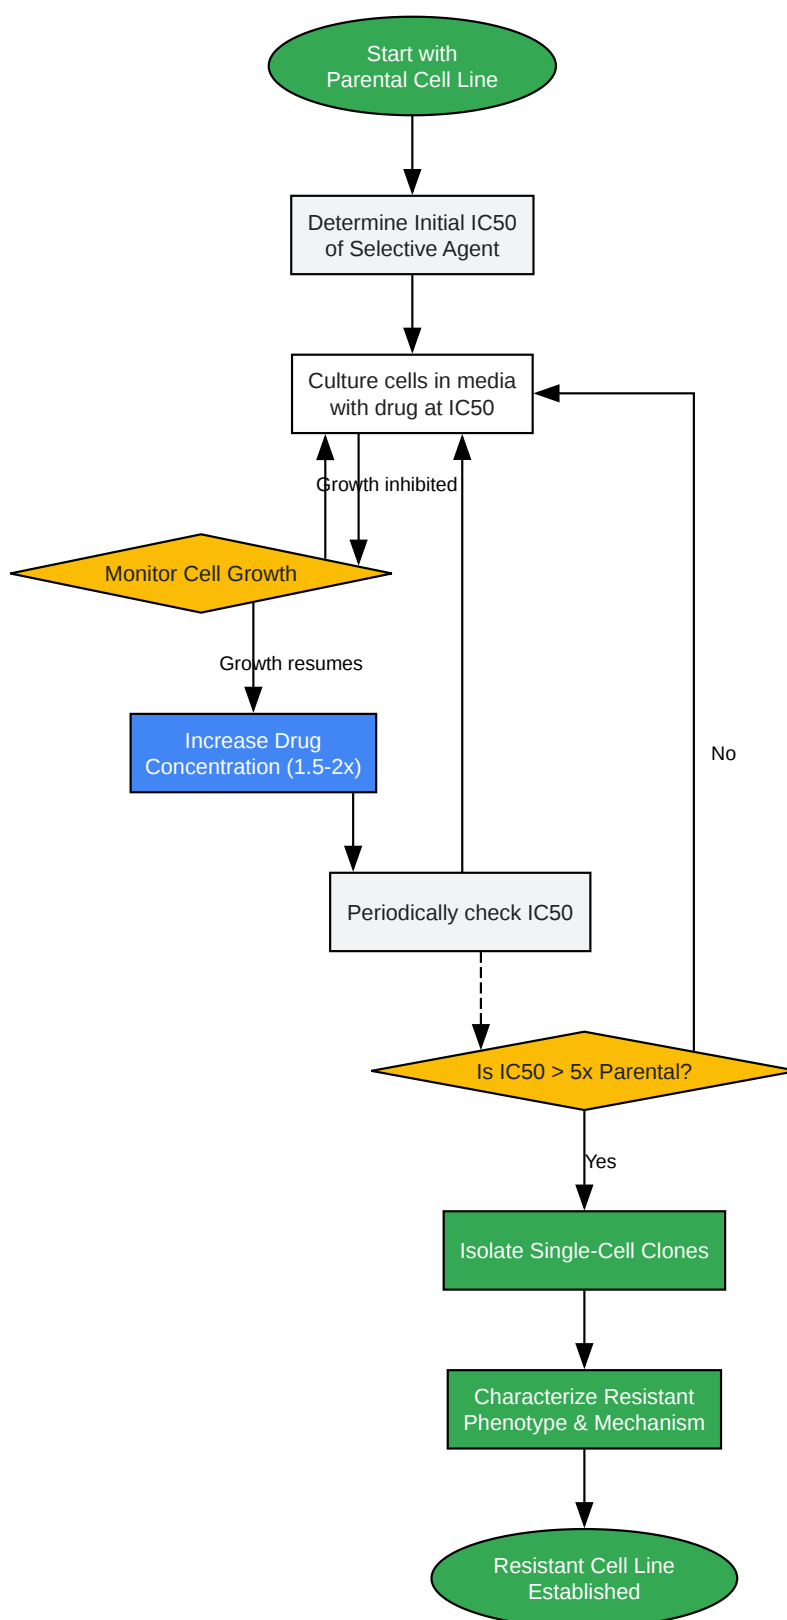 Start with
Parental Cell Line
Determine Initial IC50
of Selective Agent
Culture cells in media
with drug at IC50
Growth inhibited
Monitor Cell Growth
Growth resumes
Increase Drug
Concentration (1.5-2x)
No
Periodically check IC50
Is IC50 > 5x Parental?
Yes
Isolate Single-Cell Clones
Characterize Resistant
Phenotype & Mechanism
Resistant Cell Line
Established